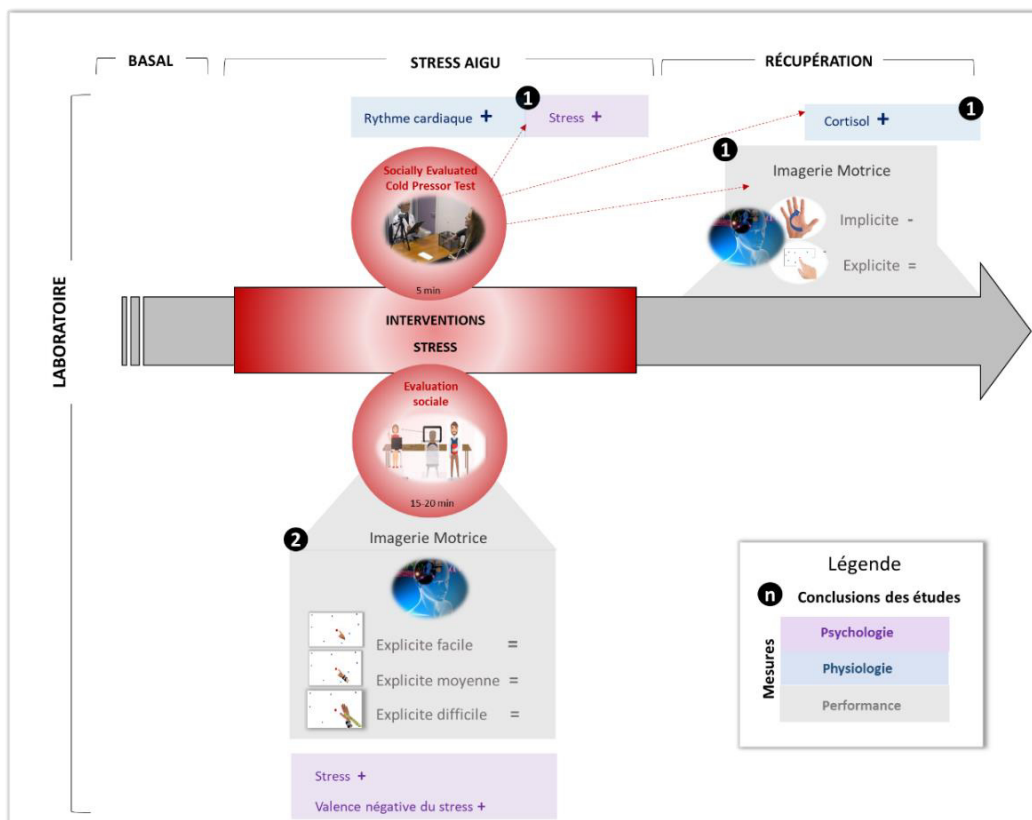 BASAL
STRESS AIGU
RÉCUPÉRATION
LABORATOIRE
Rythme cardiaque +
1
Stress +
Cortisol +
1
Socially Evaluated
Cold Pressor Test
5 min
1
Imagerie Motrice
Implicite -
Explicite =
INTERVENTIONS
STRESS
Evaluation
sociale
15-20 min
2
Imagerie Motrice
Explicite facile =
Explicite moyenne =
Explicite difficile =
Stress +
Valence négative du stress +
Légende
n Conclusions des études
Mesures
Psychologie
Physiologie
Performance